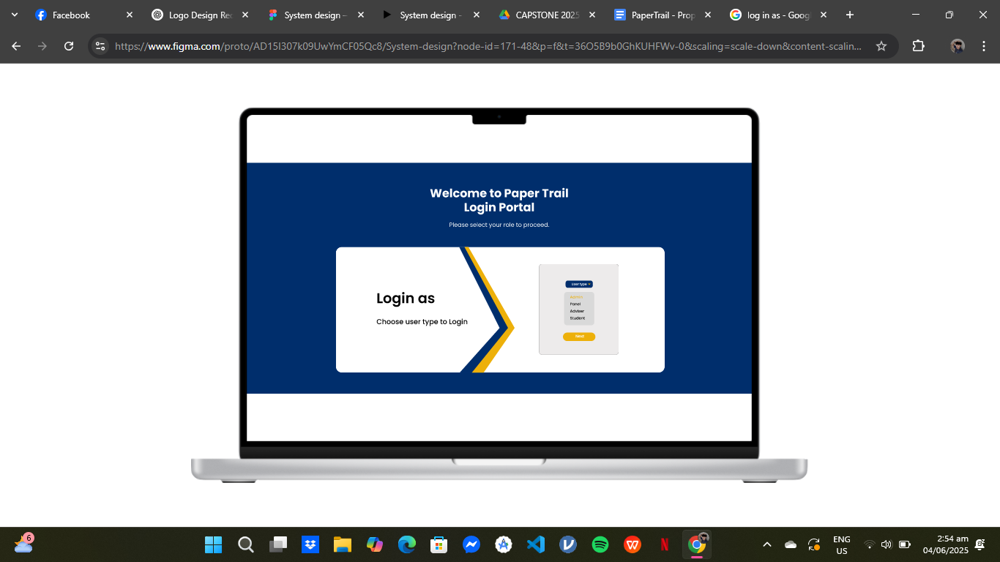 Facebook
Logo Design Rec
System design –
System design -
CAPSTONE 2025
PaperTrail - Prop
log in as - Googl
https://www.figma.com/proto/AD15I307k09UwYmCF05Qc8/System-design?node-id=171-48&p=f&t=36O5B9b0GhKUHFWv-0&scaling=scale-down&content-scalin...
Welcome to Paper Trail
Login Portal
Please select your role to proceed.
Login as
Choose user type to Login
User type
Panel
Adviser
Student
Next
6
ENG
US
2:54 am
04/06/2025